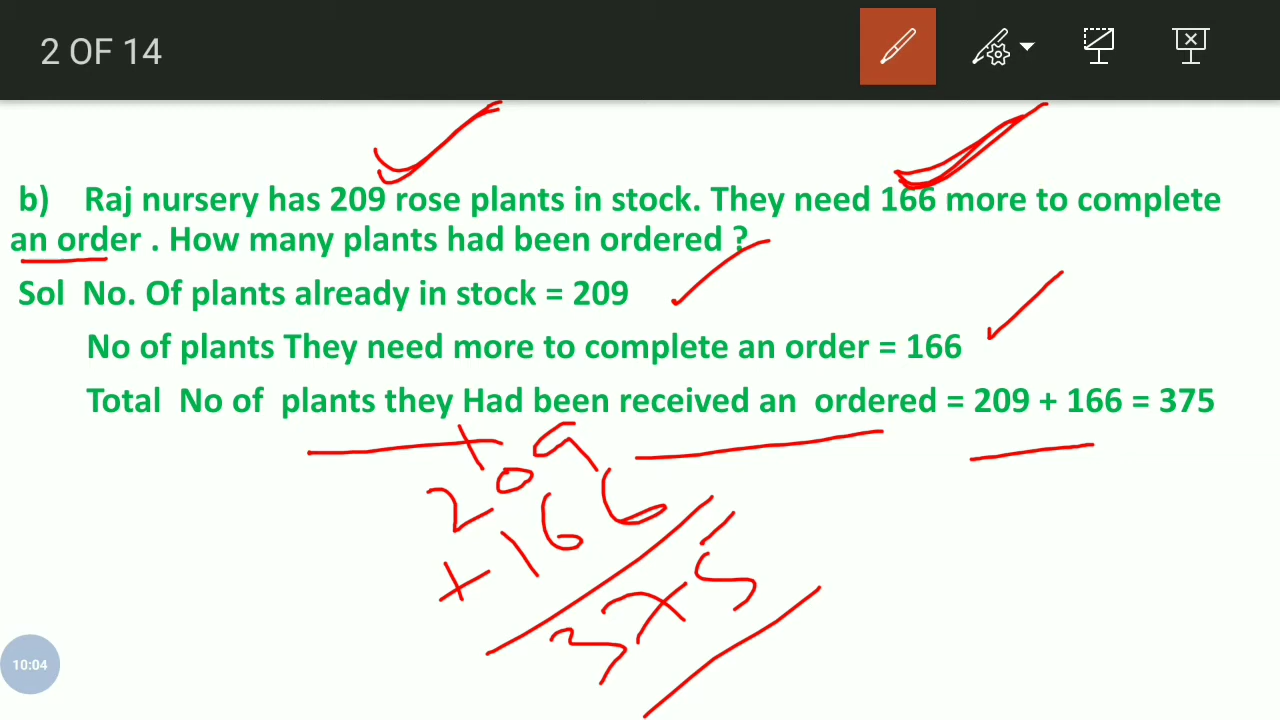 2 OF 14
b) Raj nursery has 209 rose plants in stock. They need 166 more to complete
an order . How many plants had been ordered ?
Sol No. Of plants already in stock = 209
No of plants They need more to complete an order = 166
Total No of plants they Had been received an ordered = 209 + 166 = 375
209
+166
375
10:04